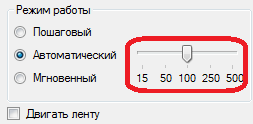 Режим работы
Пошаговый
Автоматический
Мгновенный
15 50 100 250 500
Двигать ленту